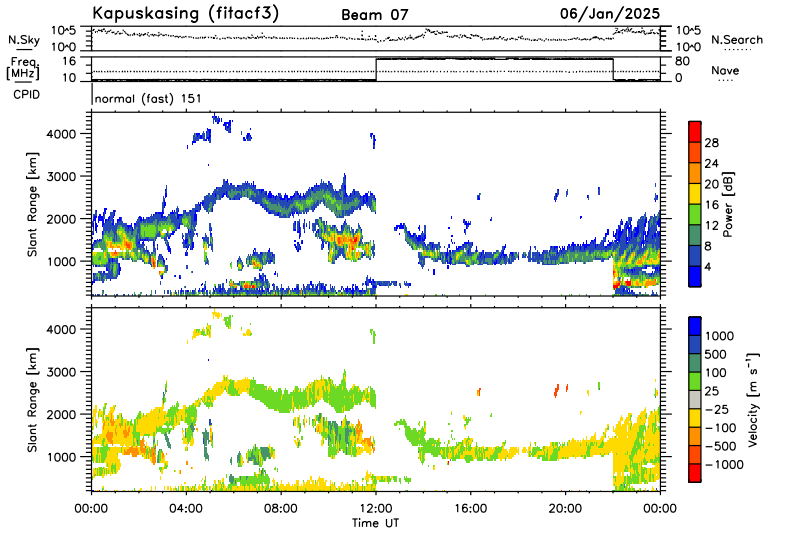 Kapuskasing (fitacf3) Beam 07 06/Jan/2025
N.Sky 10^5 10^0 10^5 10^0 N.Search
Freq. [MHz] 16 10 80 0 Nave
CPID normal (fast) 151
Slant Range [km] 4000 3000 2000 1000
Power [dB] 28 24 20 16 12 8 4
Slant Range [km] 4000 3000 2000 1000
Velocity [m s⁻¹] 1000 500 100 25 −25 −100 −500 −1000
00:00 04:00 08:00 12:00 16:00 20:00 00:00
Time UT